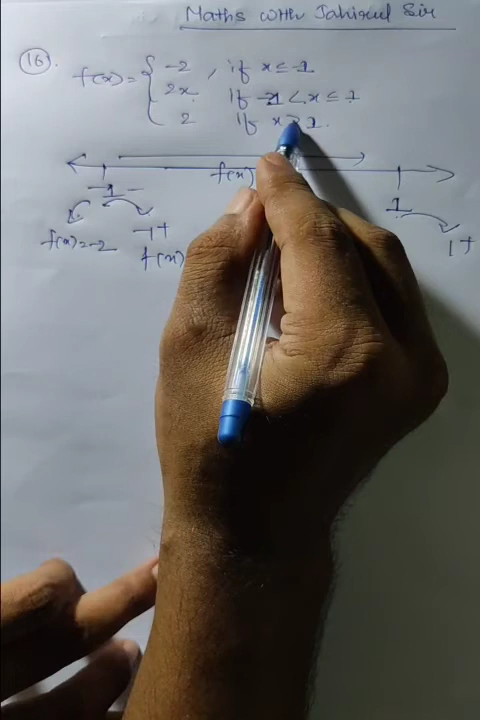 Maths with Jahirul Sir
16.
f(x) = { -2 , if x ≤ -1
2x if -1 < x ≤ 1
2 if x > 1.
f(x)
-1 -
1
f(x)=-2
-1+
1+
f(x)